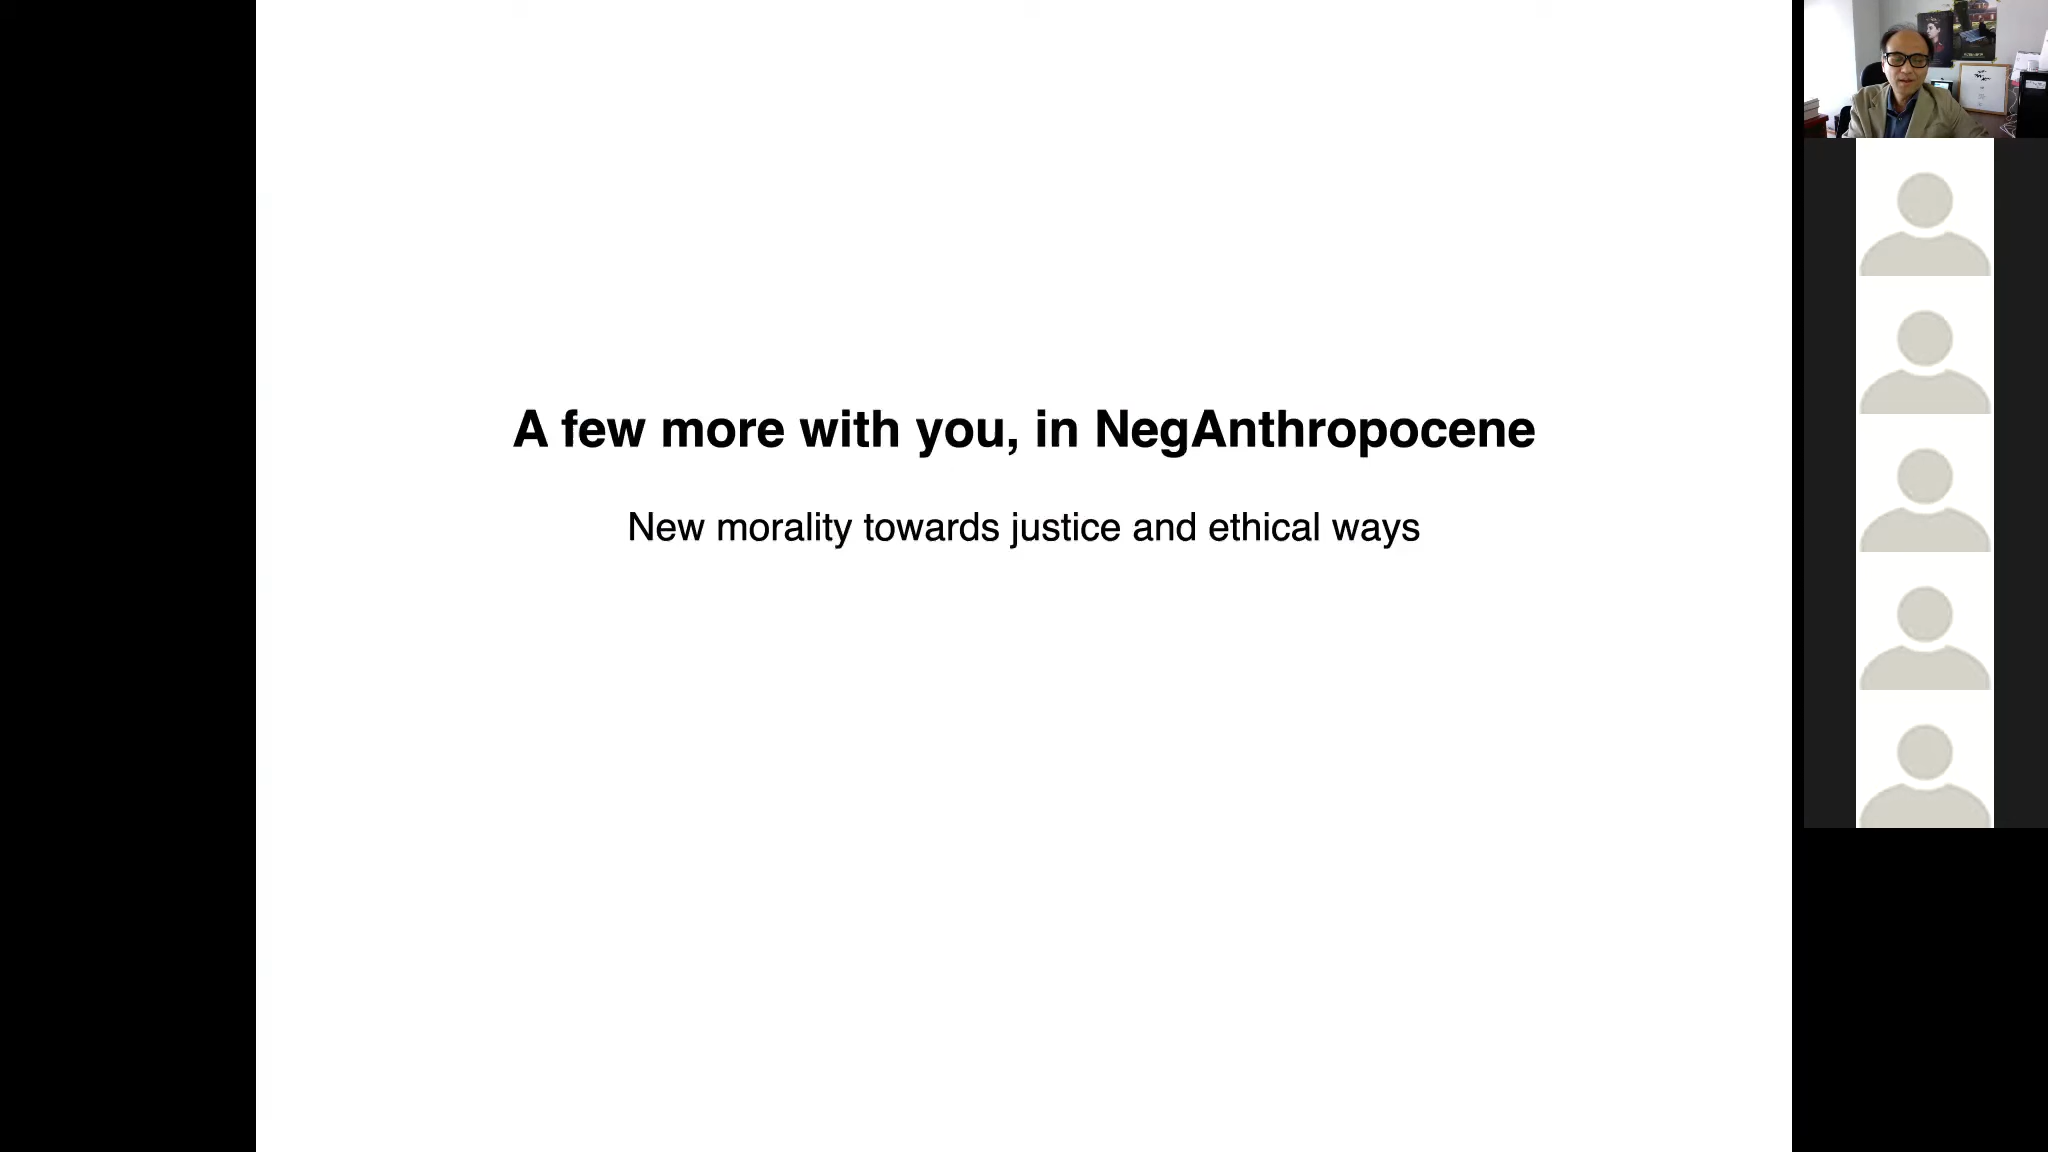 A few more with you, in NegAnthropocene
New morality towards justice and ethical ways